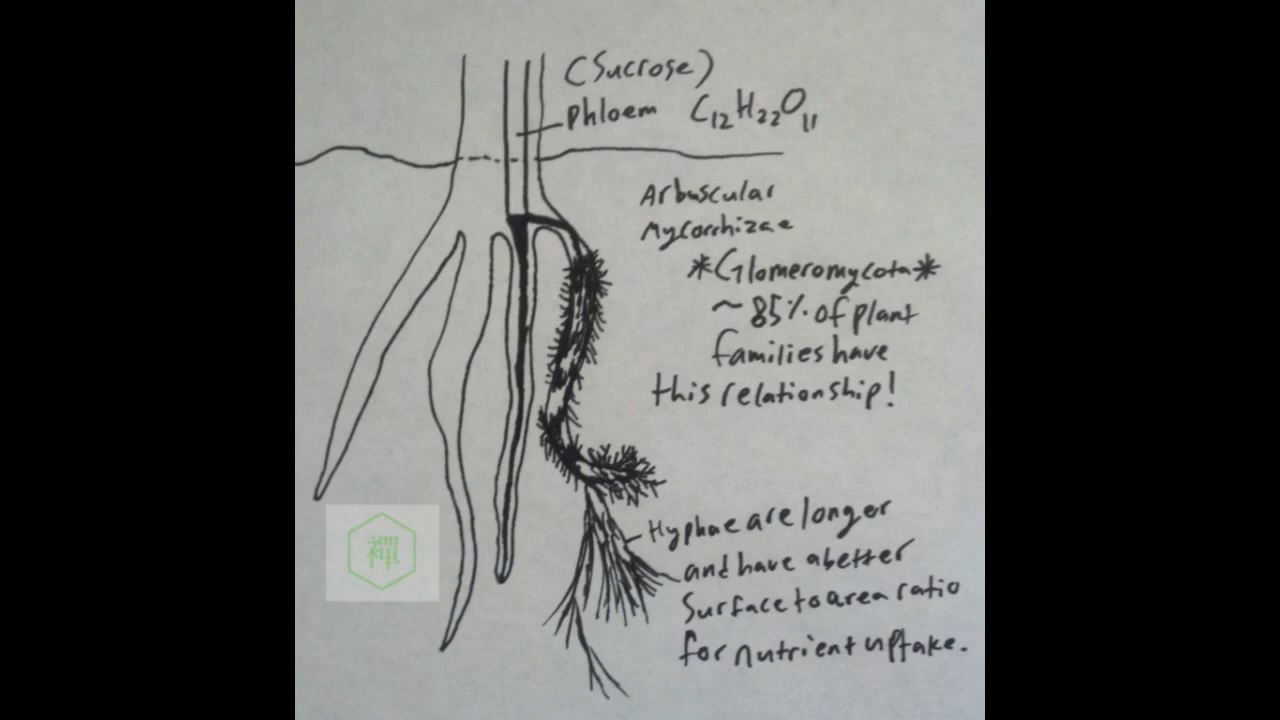 (Sucrose)
Phloem C₁₂H₂₂O₁₁
Arbuscular
Mycorrhizae
*Glomeromycota*
~85% of plant
families have
this relationship!
Hyphae are longer
and have a better
Surface to area ratio
for nutrient uptake.
禪